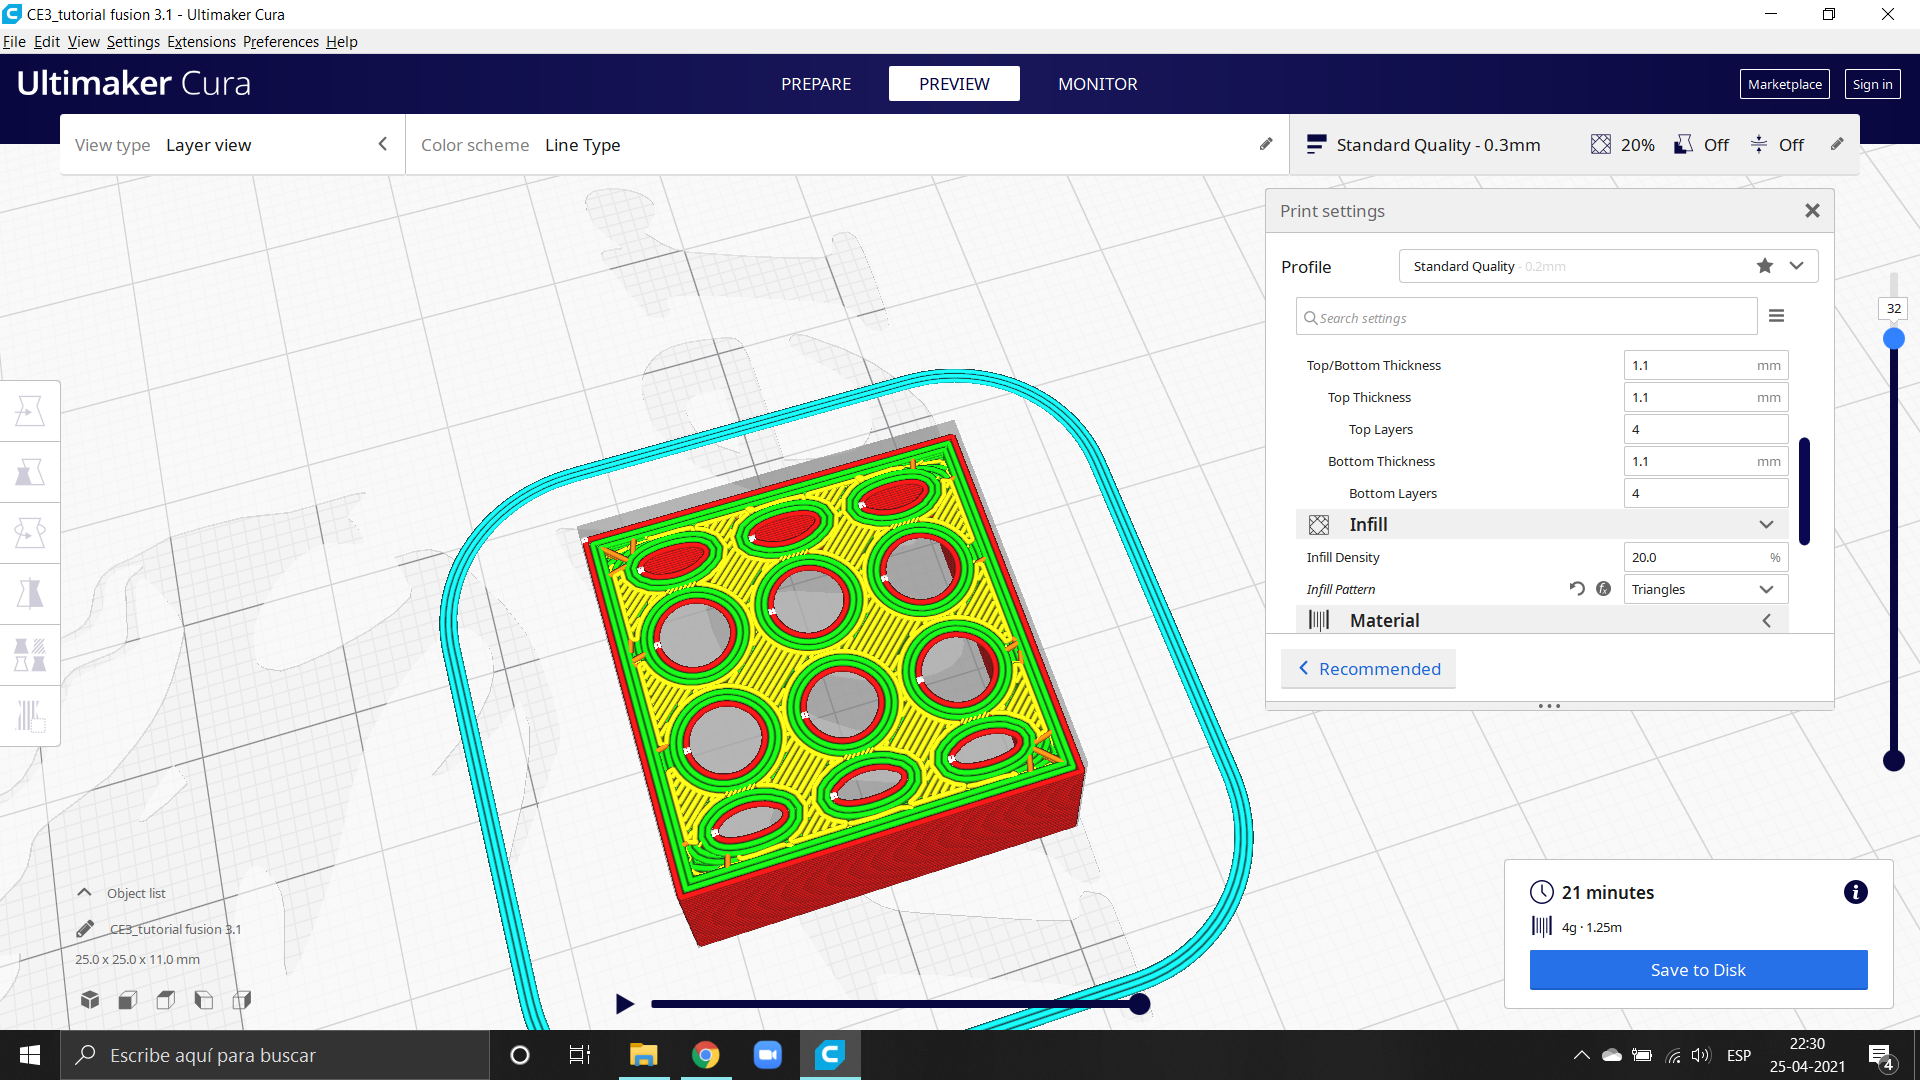 CE3_tutorial fusion 3.1 - Ultimaker Cura
File Edit View Settings Extensions Preferences Help
Ultimaker Cura
PREPARE
PREVIEW
MONITOR
Marketplace
Sign in
View type Layer view
Color scheme Line Type
Standard Quality - 0.3mm
20%
Off
Off
Print settings
Profile
Standard Quality - 0.2mm
Search settings
32
Top/Bottom Thickness 1.1 mm
Top Thickness 1.1 mm
Top Layers 4
Bottom Thickness 1.1 mm
Bottom Layers 4
Infill
Infill Density 20.0 %
Infill Pattern Triangles
Material
Recommended
Object list
CE3_tutorial fusion 3.1
25.0 x 25.0 x 11.0 mm
21 minutes
4g · 1.25m
Save to Disk
Escribe aquí para buscar
ESP
22:30
25-04-2021
4